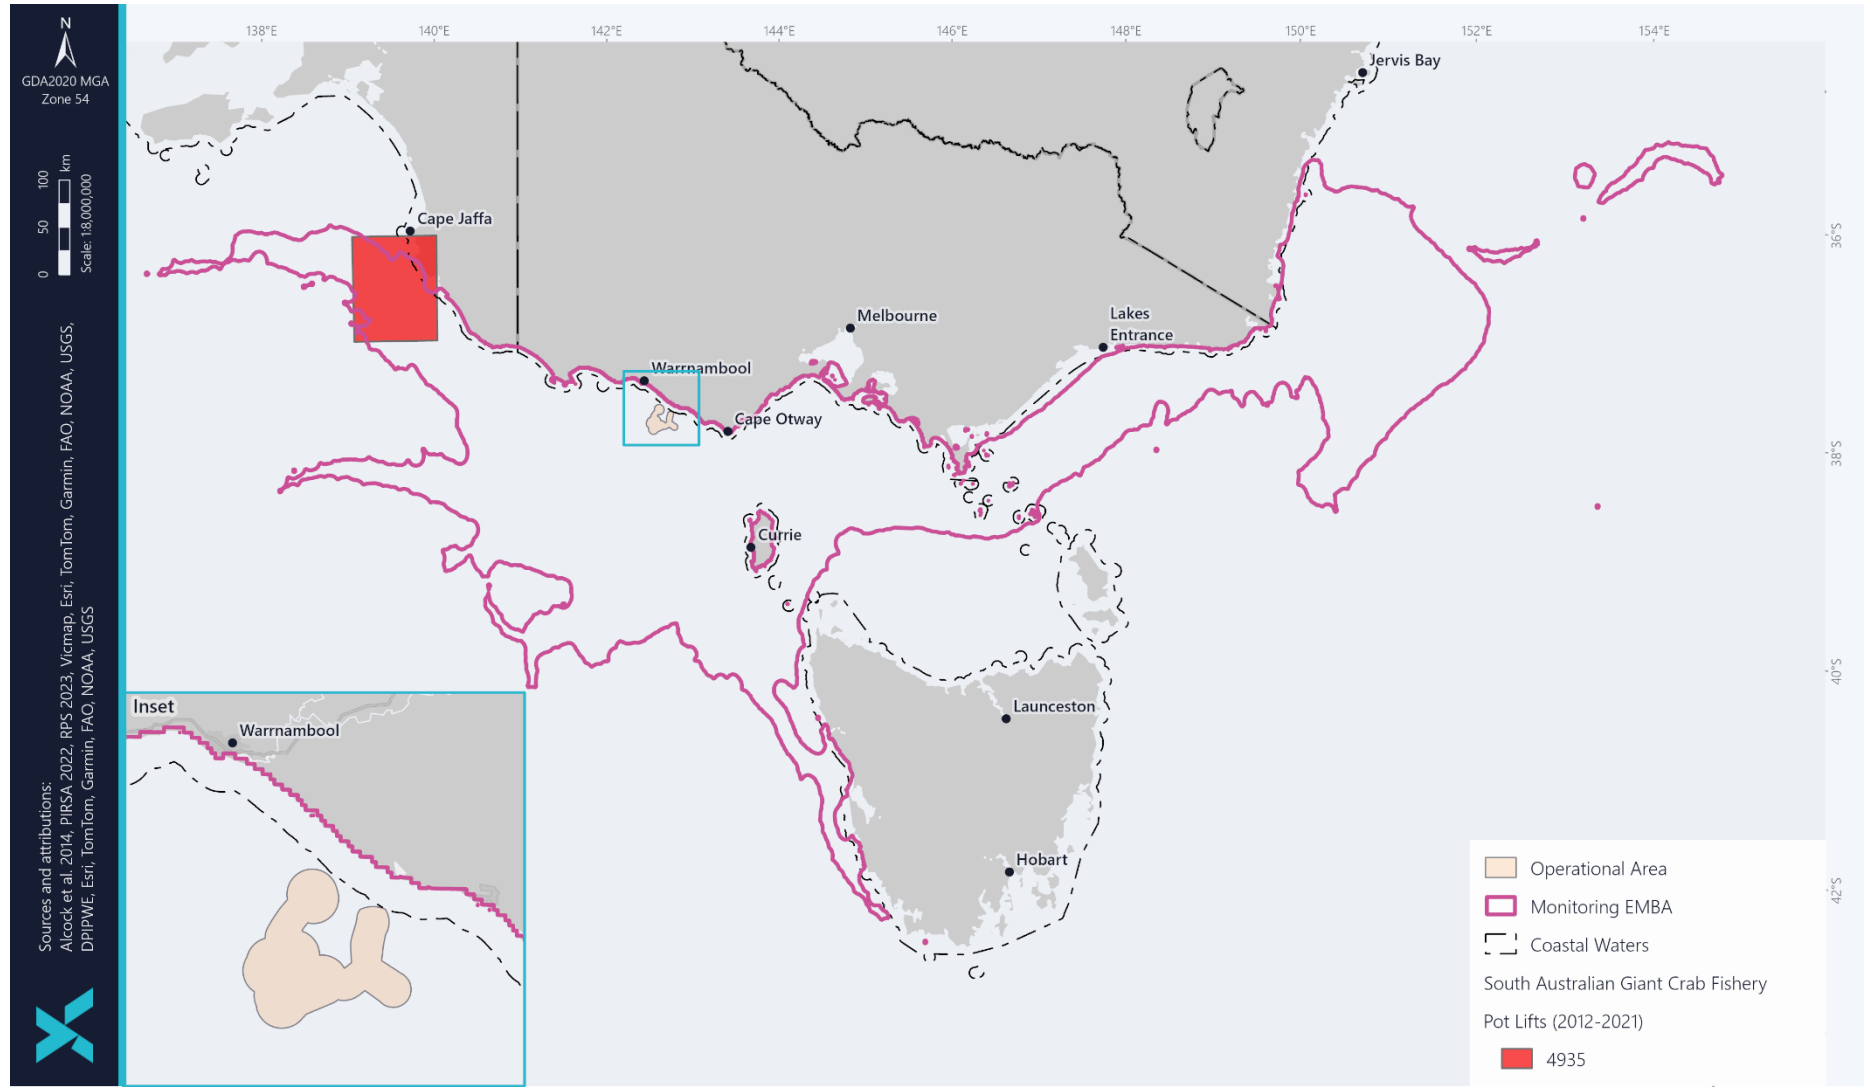 N
GDA2020 MGA
Zone 54
0 50 100 km
Scale: 1:8,000,000
Sources and attributions:
Alcock et al. 2014, PIRSA 2022, RPS 2023, Vicmap, Esri, TomTom, Garmin, FAO, NOAA, USGS,
DPIPWE, Esri, TomTom, Garmin, FAO, NOAA, USGS
138°E 140°E 142°E 144°E 146°E 148°E 150°E 152°E 154°E
36°S
38°S
40°S
42°S
Jervis Bay
Cape Jaffa
Melbourne
Lakes
Entrance
Warrnambool
Cape Otway
Currie
Launceston
Hobart
Inset
Warrnambool
Operational Area
Monitoring EMBA
Coastal Waters
South Australian Giant Crab Fishery
Pot Lifts (2012-2021)
4935